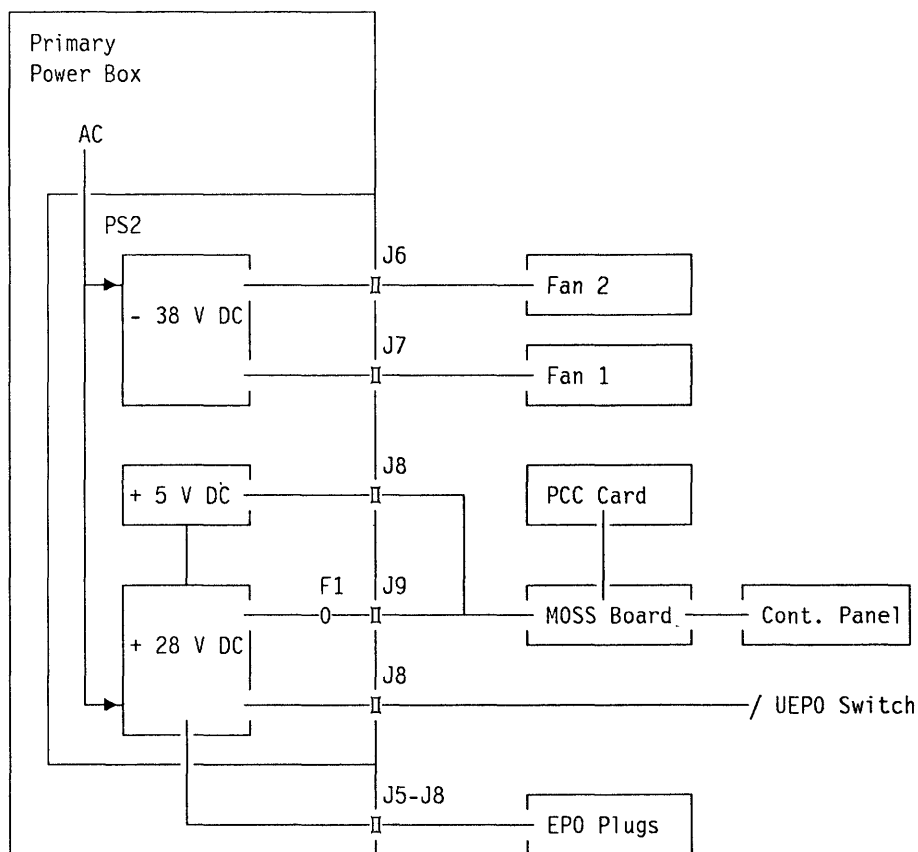 Primary
Power Box
AC
PS2
J6
- 38 V DC
Fan 2
J7
Fan 1
J8
+ 5 V DC
PCC Card
F1
J9
MOSS Board
Cont. Panel
+ 28 V DC
J8
UEPO Switch
J5-J8
EPO Plugs